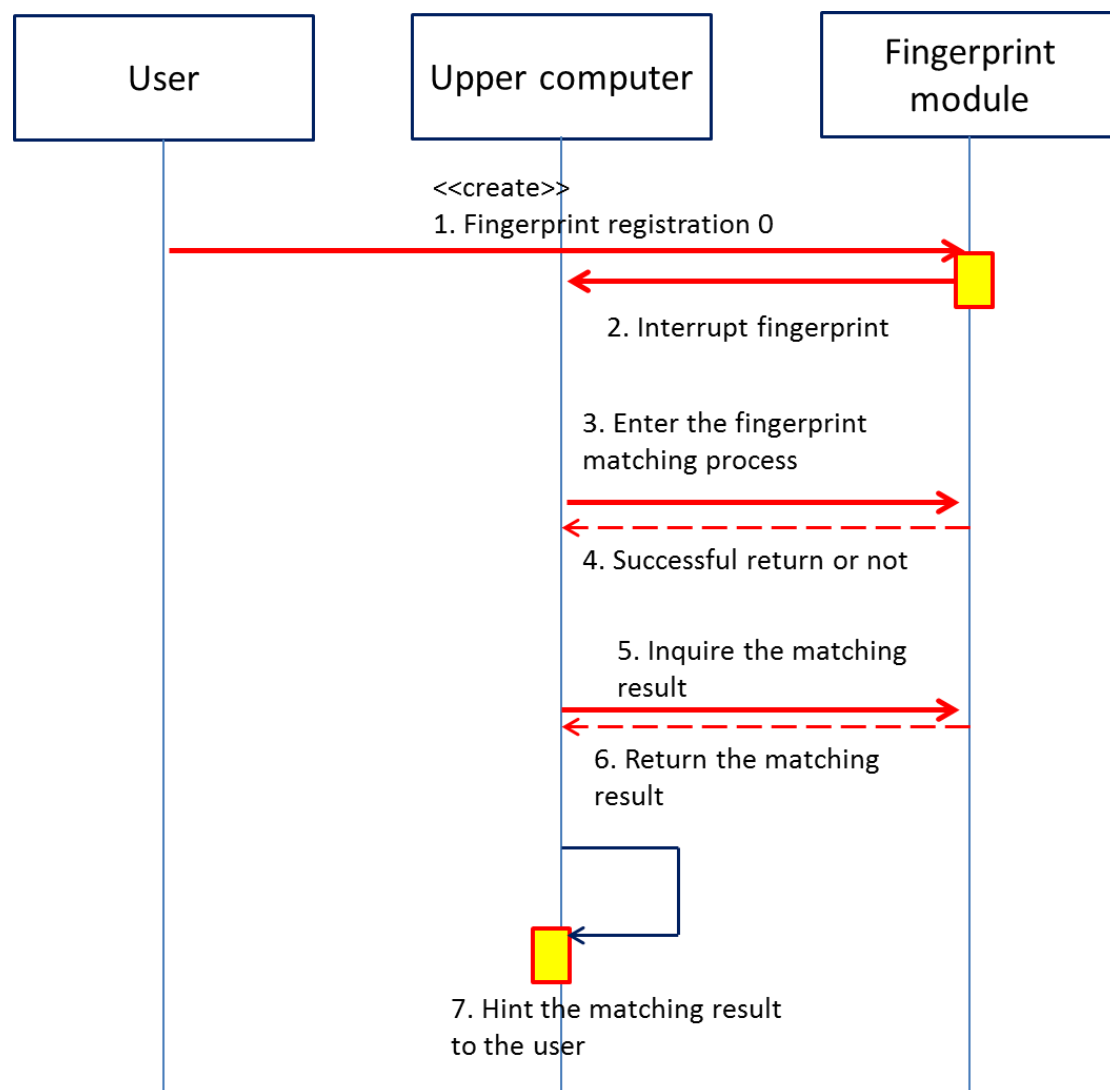 User
Upper computer
Fingerprint
module
<<create>>
1. Fingerprint registration 0
2. Interrupt fingerprint
3. Enter the fingerprint
matching process
4. Successful return or not
5. Inquire the matching
result
6. Return the matching
result
7. Hint the matching result
to the user